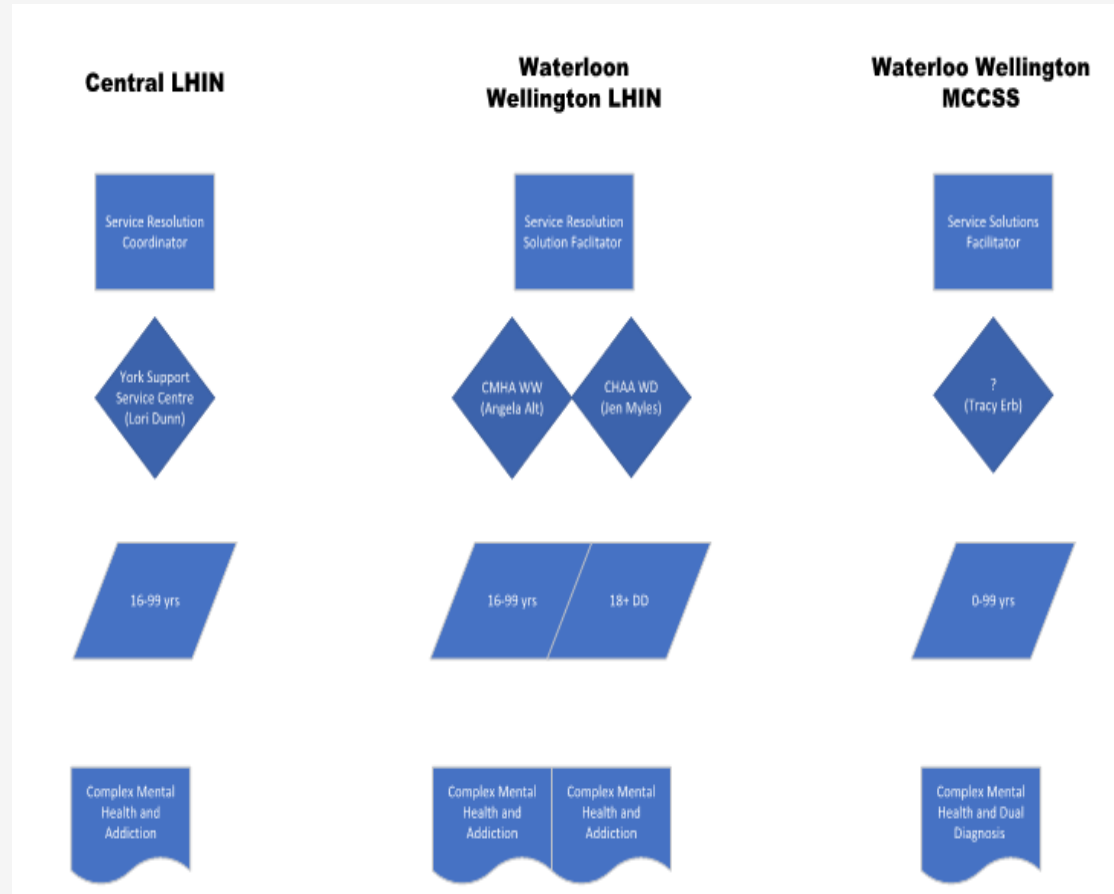 Central LHIN
Waterloon
Wellington LHIN
Waterloo Wellington
MCCSS
Service Resolution
Coordinator
Service Resolution
Solution Faclitator
Service Solutions
Facilitator
York Support
Service Centre
(Lori Dunn)
CMHA WW
(Angela Alt)
CHAA WD
(Jen Myles)
?
(Tracy Erb)
16-99 yrs
16-99 yrs
18+ DD
0-99 yrs
Complex Mental
Health and
Addiction
Complex Mental
Health and
Addiction
Complex Mental
Health and
Addiction
Complex Mental
Health and Dual
Diagnosis